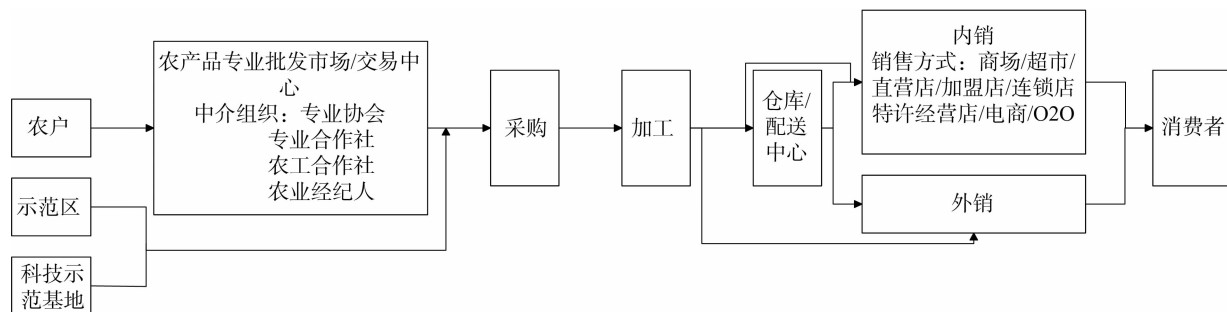 农户
示范区
科技示
范基地
农产品专业批发市场/交易中
心
中介组织：专业协会
专业合作社
农工合作社
农业经纪人
采购
加工
仓库/
配送
中心
内销
销售方式：商场/超市/
直营店/加盟店/连锁店
特许经营店/电商/O2O
外销
消费者